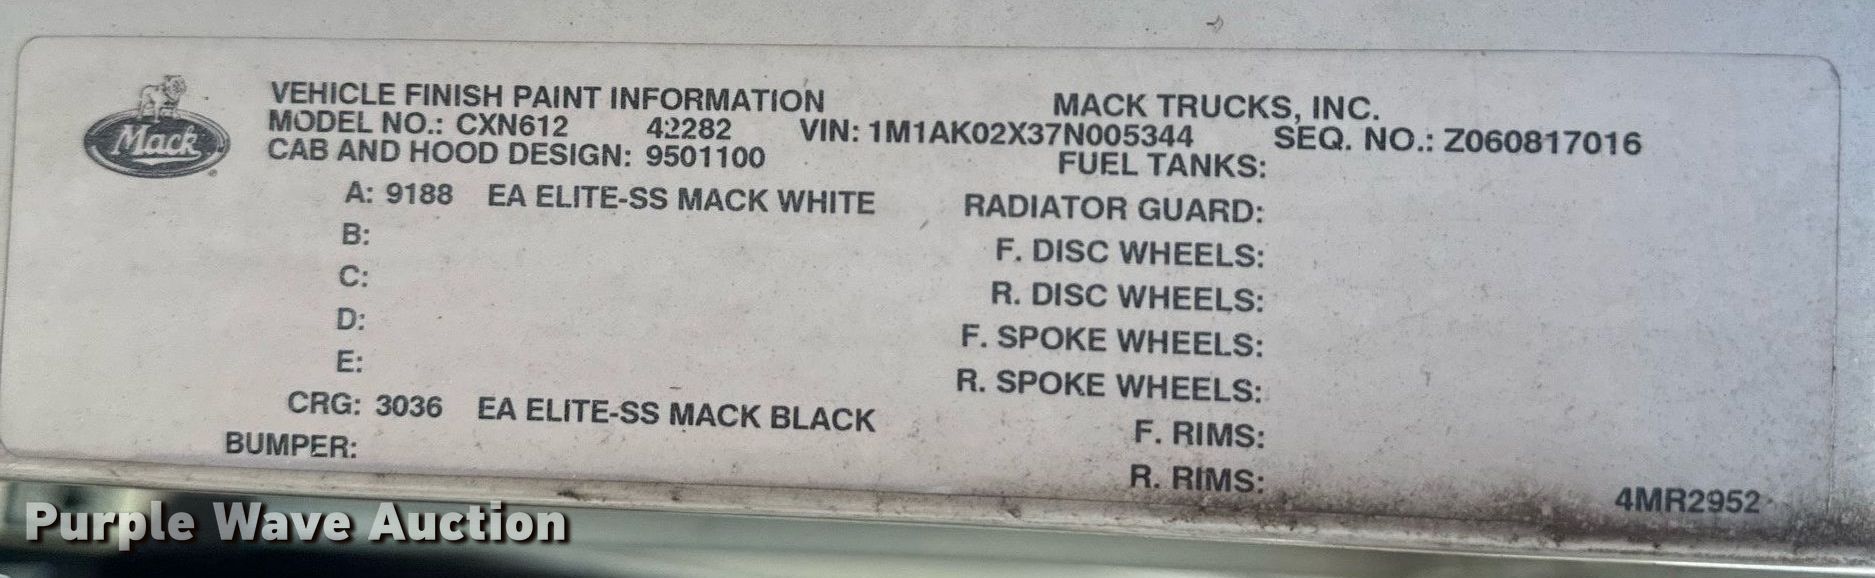 Mack
VEHICLE FINISH PAINT INFORMATION
MACK TRUCKS, INC.
MODEL NO.: CXN612 42282 VIN: 1M1AK02X37N005344 SEQ. NO.: Z060817016
CAB AND HOOD DESIGN: 9501100
FUEL TANKS:
A: 9188 EA ELITE-SS MACK WHITE
RADIATOR GUARD:
B:
F. DISC WHEELS:
C:
R. DISC WHEELS:
D:
F. SPOKE WHEELS:
E:
R. SPOKE WHEELS:
CRG: 3036 EA ELITE-SS MACK BLACK
F. RIMS:
BUMPER:
R. RIMS:
4MR2952
Purple Wave Auction